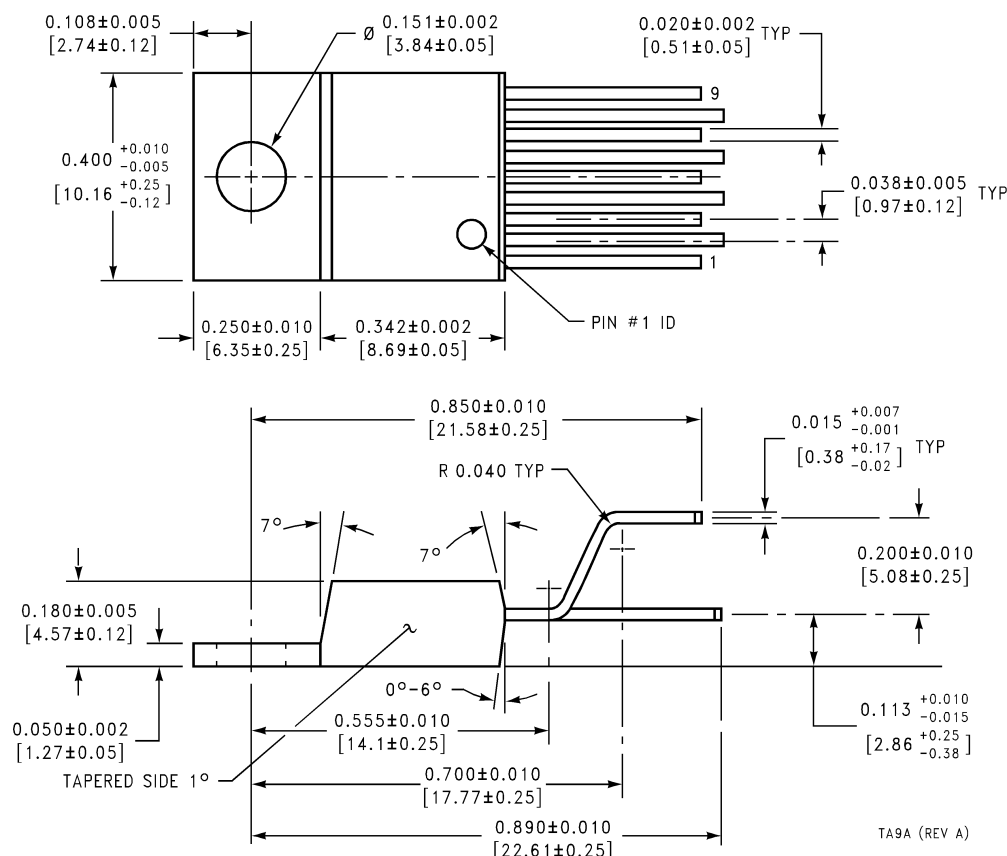 0.108±0.005
[2.74±0.12]
Ø 0.151±0.002
[3.84±0.05]
0.020±0.002 TYP
[0.51±0.05]
9
0.400 +0.010 -0.005
[10.16 +0.25 -0.12]
0.038±0.005 TYP
[0.97±0.12]
1
PIN #1 ID
0.250±0.010
[6.35±0.25]
0.342±0.002
[8.69±0.05]
0.850±0.010
[21.58±0.25]
0.015 +0.007 -0.001 TYP
[0.38 +0.17 -0.02]
R 0.040 TYP
7°
7°
0.200±0.010
[5.08±0.25]
0.180±0.005
[4.57±0.12]
0°-6°
0.113 +0.010 -0.015
[2.86 +0.25 -0.38]
0.050±0.002
[1.27±0.05]
0.555±0.010
[14.1±0.25]
TAPERED SIDE 1°
0.700±0.010
[17.77±0.25]
0.890±0.010
[22.61±0.25]
TA9A (REV A)